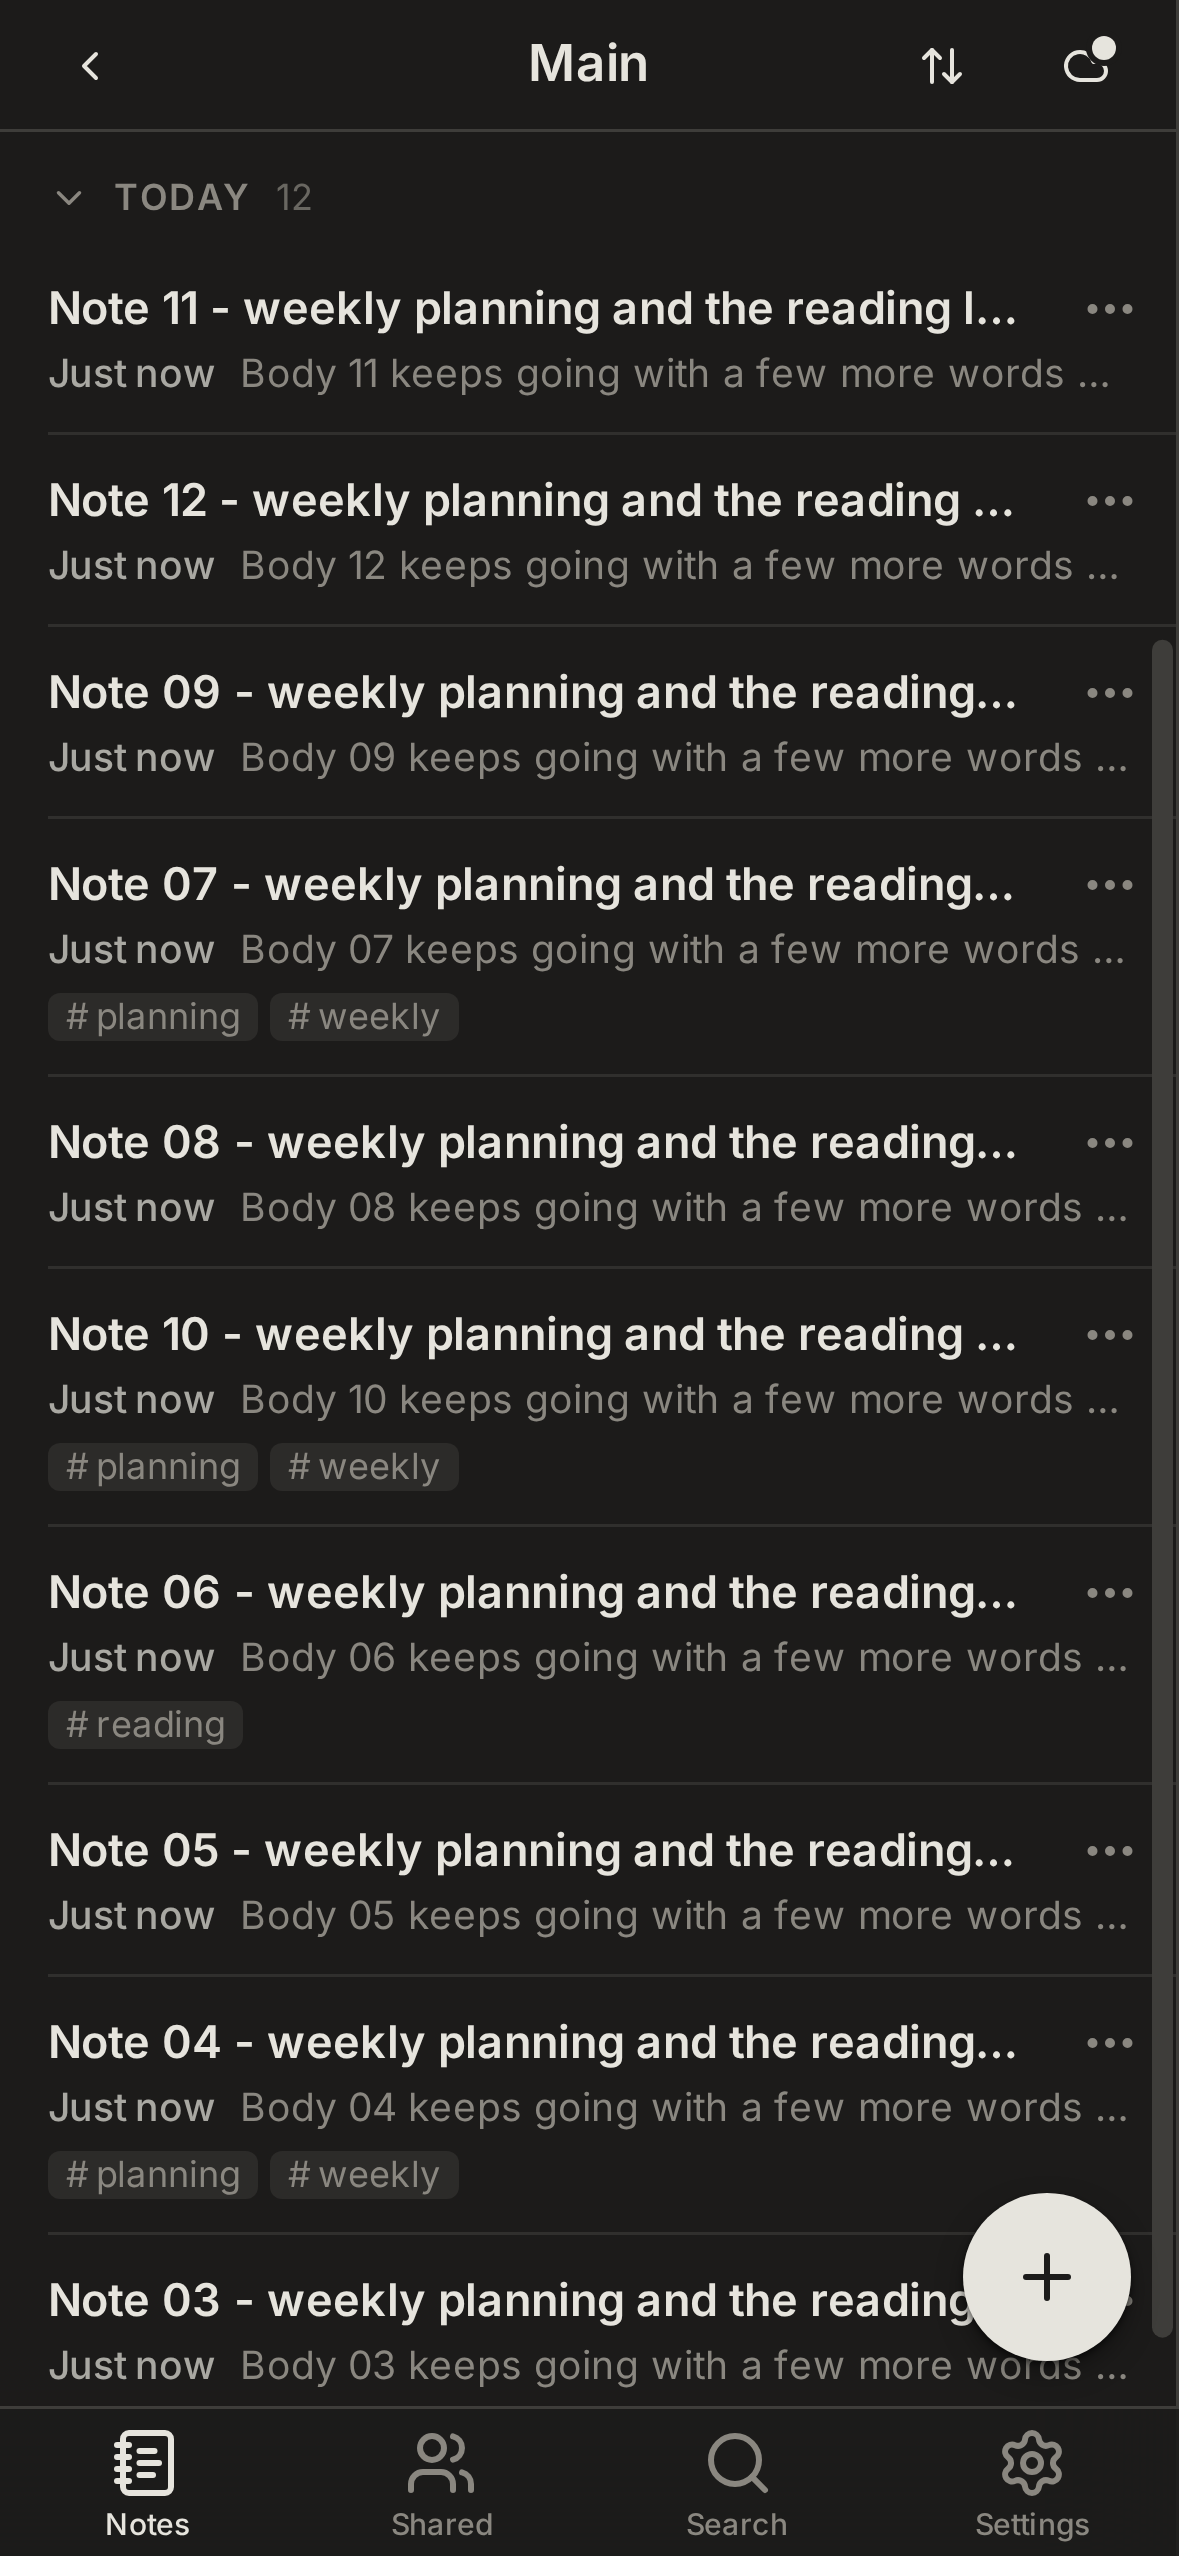 Main
TODAY 12
Note 11 - weekly planning and the reading l...
Just now Body 11 keeps going with a few more words ...
Note 12 - weekly planning and the reading ...
Just now Body 12 keeps going with a few more words ...
Note 09 - weekly planning and the reading...
Just now Body 09 keeps going with a few more words ...
Note 07 - weekly planning and the reading...
Just now Body 07 keeps going with a few more words ...
# planning # weekly
Note 08 - weekly planning and the reading...
Just now Body 08 keeps going with a few more words ...
Note 10 - weekly planning and the reading ...
Just now Body 10 keeps going with a few more words ...
# planning # weekly
Note 06 - weekly planning and the reading...
Just now Body 06 keeps going with a few more words ...
# reading
Note 05 - weekly planning and the reading...
Just now Body 05 keeps going with a few more words ...
Note 04 - weekly planning and the reading...
Just now Body 04 keeps going with a few more words ...
# planning # weekly
Note 03 - weekly planning and the reading
Just now Body 03 keeps going with a few more words ...
Notes Shared Search Settings